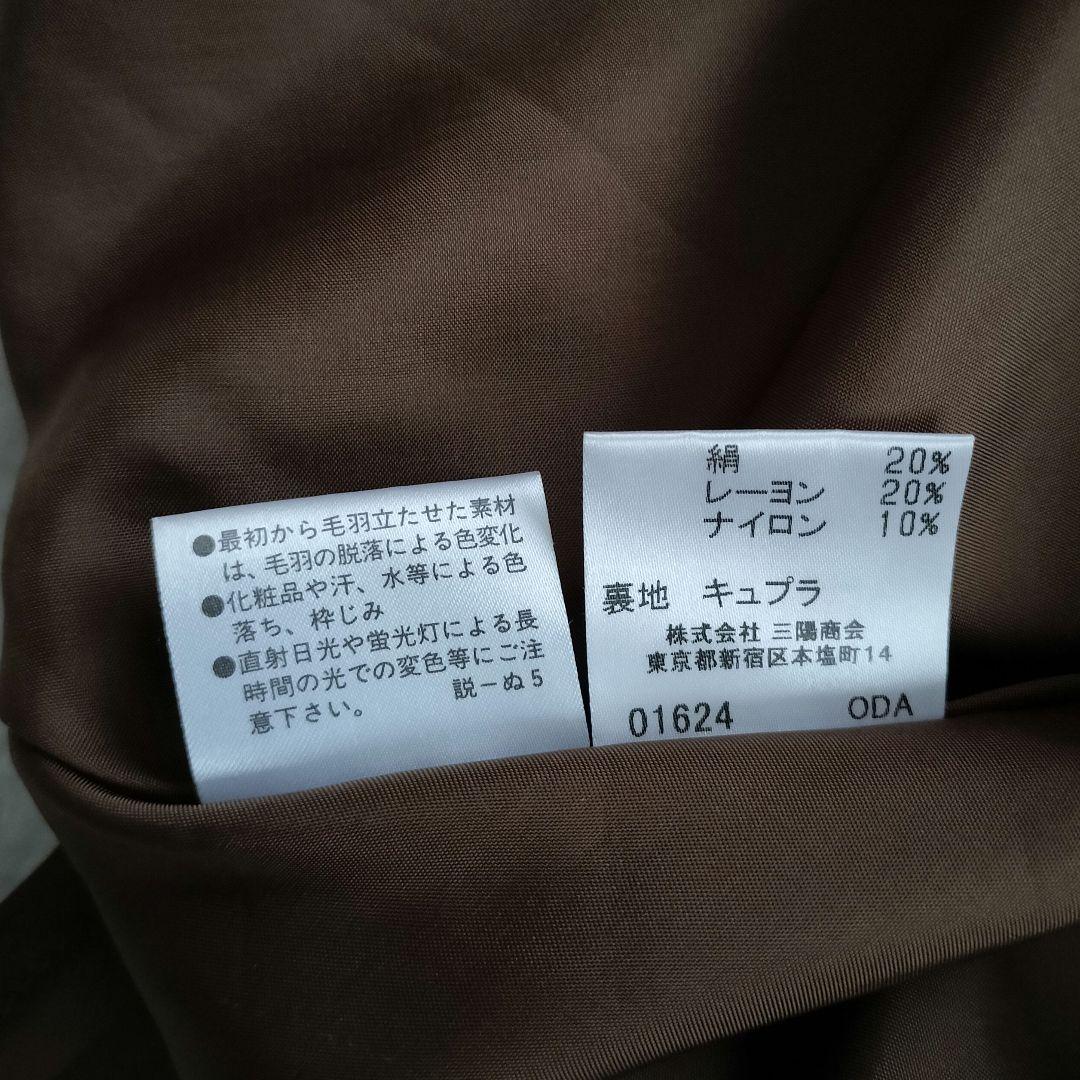 ●最初から毛羽立たせた素材
は、毛羽の脱落による色変化
●化粧品や汗、水等による色
落ち、枠じみ
●直射日光や蛍光灯による長
時間の光での変色等にご注
意下さい。 説ーぬ5
絹 20%
レーヨン 20%
ナイロン 10%
裏地 キュプラ
株式会社 三陽商会
東京都新宿区本塩町14
01624 ODA